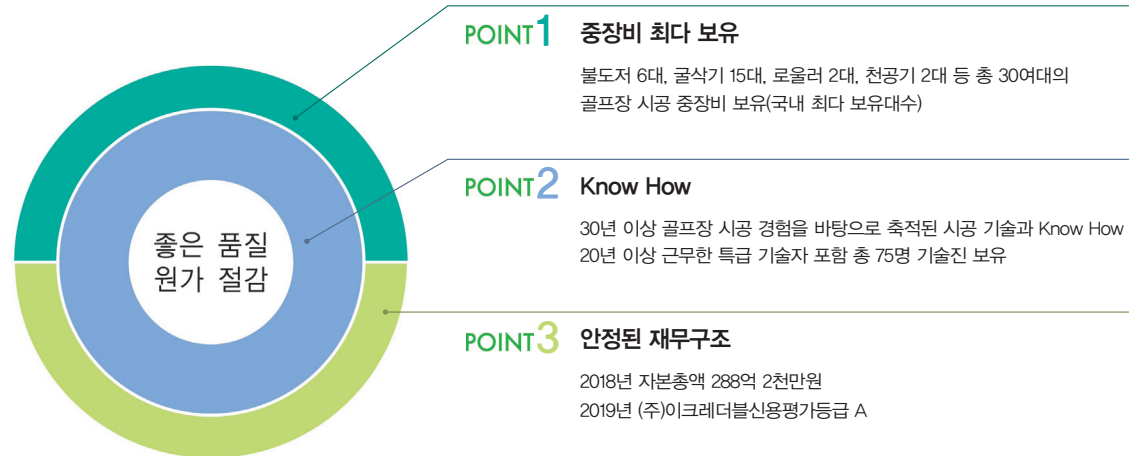 좋은 품질
원가 절감
POINT1 중장비 최다 보유
불도저 6대, 굴삭기 15대, 로울러 2대, 천공기 2대 등 총 30여대의
골프장 시공 중장비 보유(국내 최다 보유대수)
POINT2 Know How
30년 이상 골프장 시공 경험을 바탕으로 축적된 시공 기술과 Know How
20년 이상 근무한 특급 기술자 포함 총 75명 기술진 보유
POINT3 안정된 재무구조
2018년 자본총액 288억 2천만원
2019년 (주)이크레더블신용평가등급 A